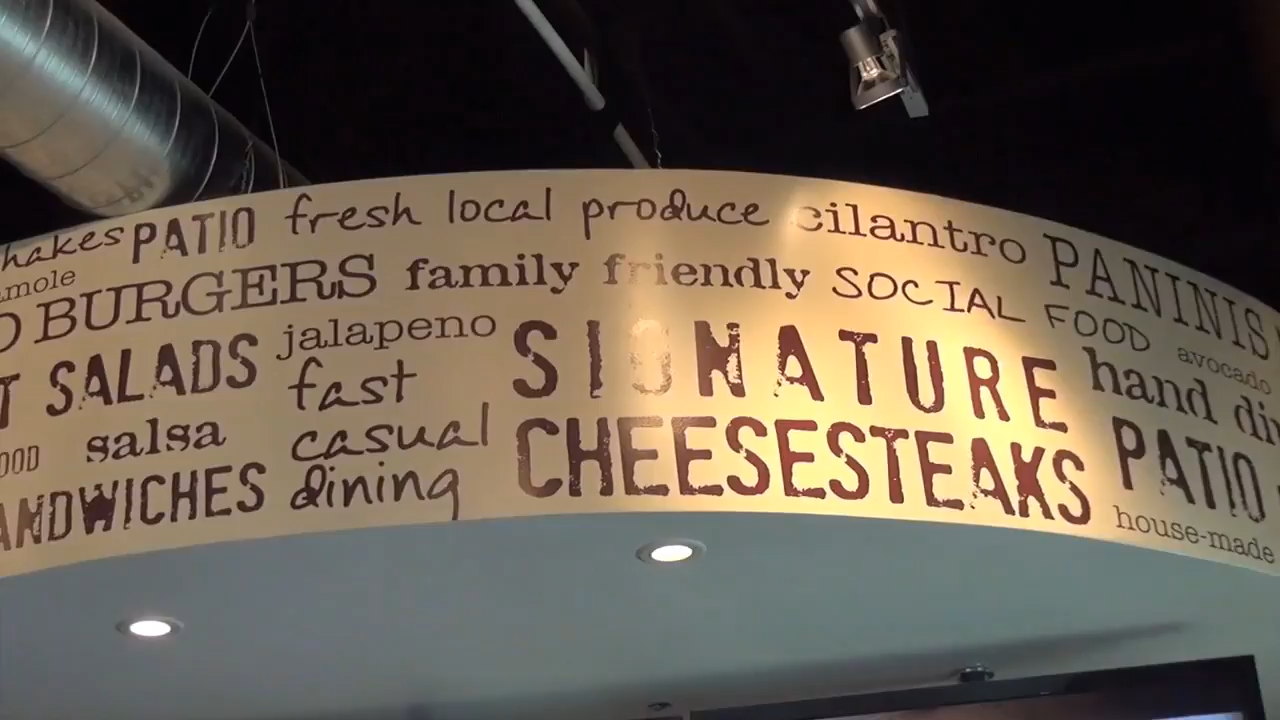 hakes PATIO fresh local produce cilantro PANINIS
amole BURGERS family friendly SOCIAL FOOD avocado
T SALADS jalapeno SIGNATURE hand din
OOD salsa fast casual dining CHEESESTEAKS PATIO
ANDWICHES house-made